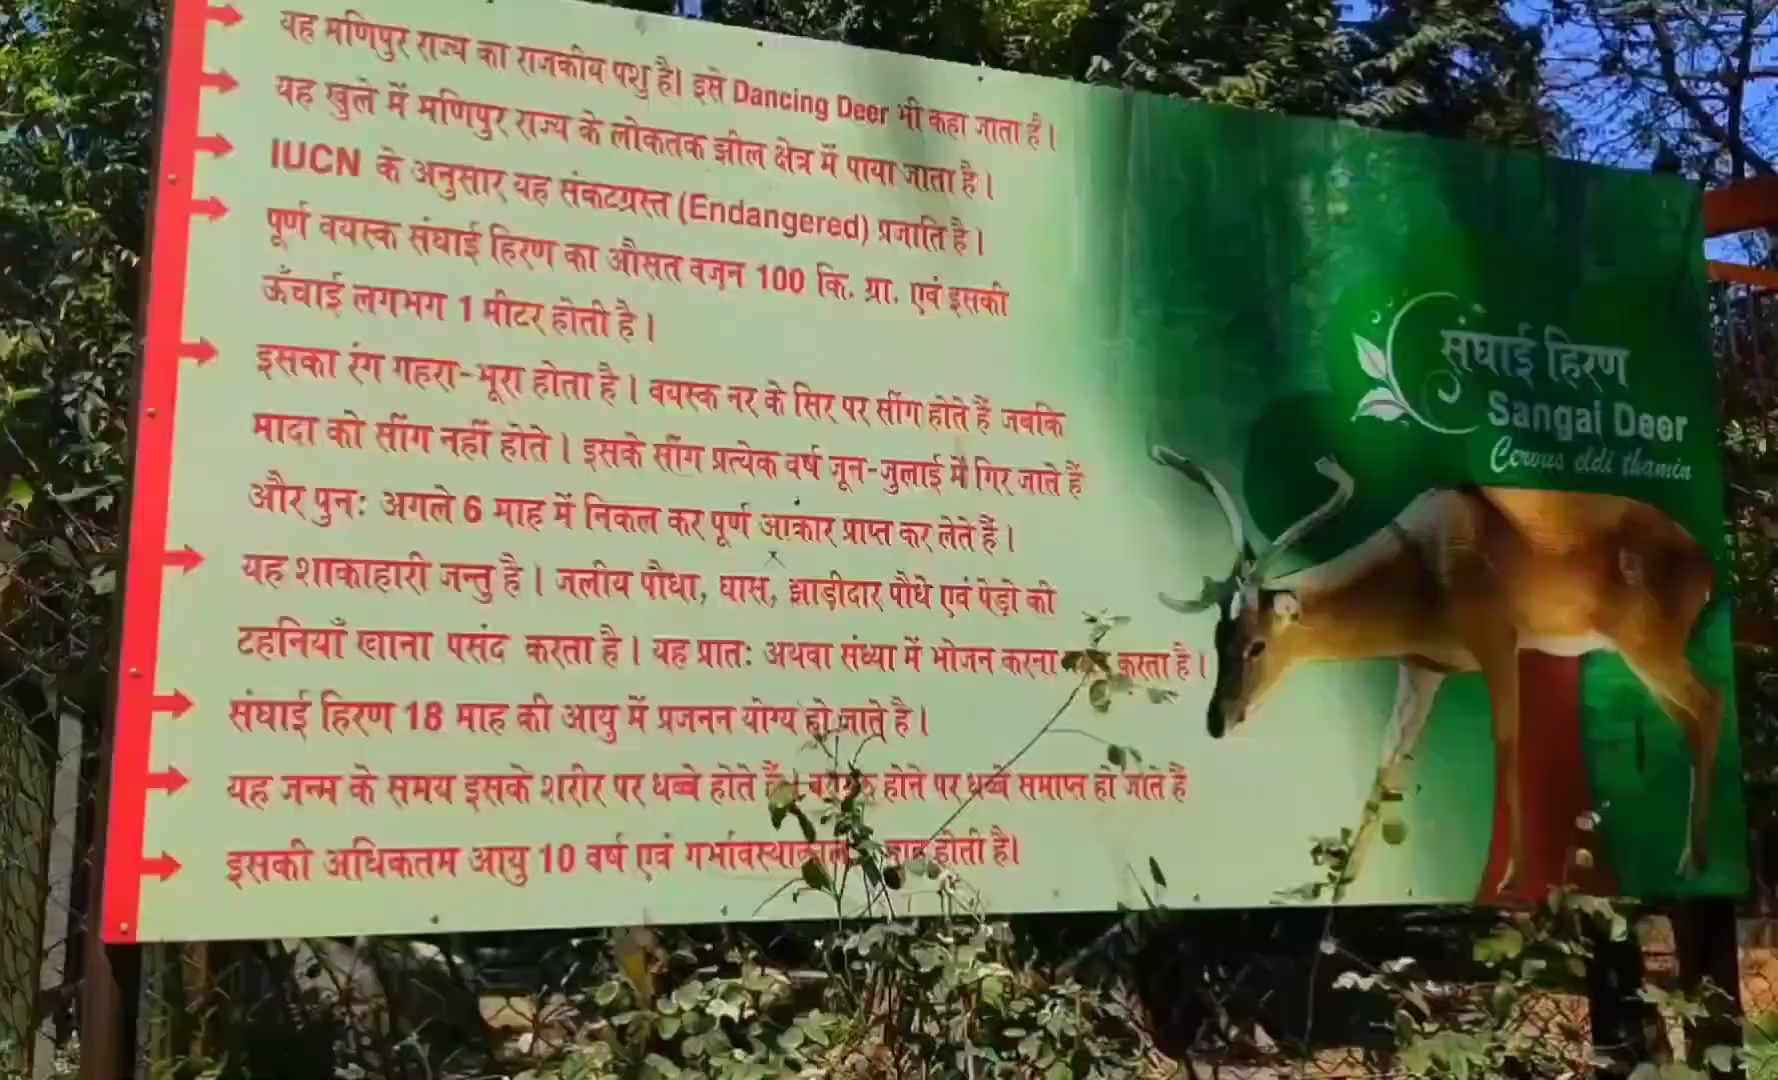 यह मणिपुर राज्य का राजकीय पशु है। इसे Dancing Deer भी कहा जाता है।
यह खुले में मणिपुर राज्य के लोकतक झील क्षेत्र में पाया जाता है।
IUCN के अनुसार यह संकटग्रस्त (Endangered) प्रजाति है।
पूर्ण वयस्क संघाई हिरण का औसत वज़न 100 कि. ग्रा. एवं इसकी
ऊँचाई लगभग 1 मीटर होती है।
इसका रंग गहरा-भूरा होता है। वयस्क नर के सिर पर सींग होते हैं जबकि
मादा को सींग नहीं होते। इसके सींग प्रत्येक वर्ष जून-जुलाई में गिर जाते हैं
और पुनः अगले 6 माह में निकल कर पूर्ण आकार प्राप्त कर लेते हैं।
यह शाकाहारी जन्तु है। जलीय पौधा, घास, झाड़ीदार पौधे एवं पेड़ो की
टहनियाँ खाना पसंद करता है। यह प्रातः अथवा संध्या में भोजन करना करता है।
संघाई हिरण 18 माह की आयु में प्रजनन योग्य हो जाते है।
यह जन्म के समय इसके शरीर पर धब्बे होते हैं। होने पर धब्बे समाप्त हो जाते है
इसकी अधिकतम आयु 10 वर्ष एवं गर्भावस्थाकाल होती है।
संघाई हिरण
Sangai Deer
Cervus eldi thamin